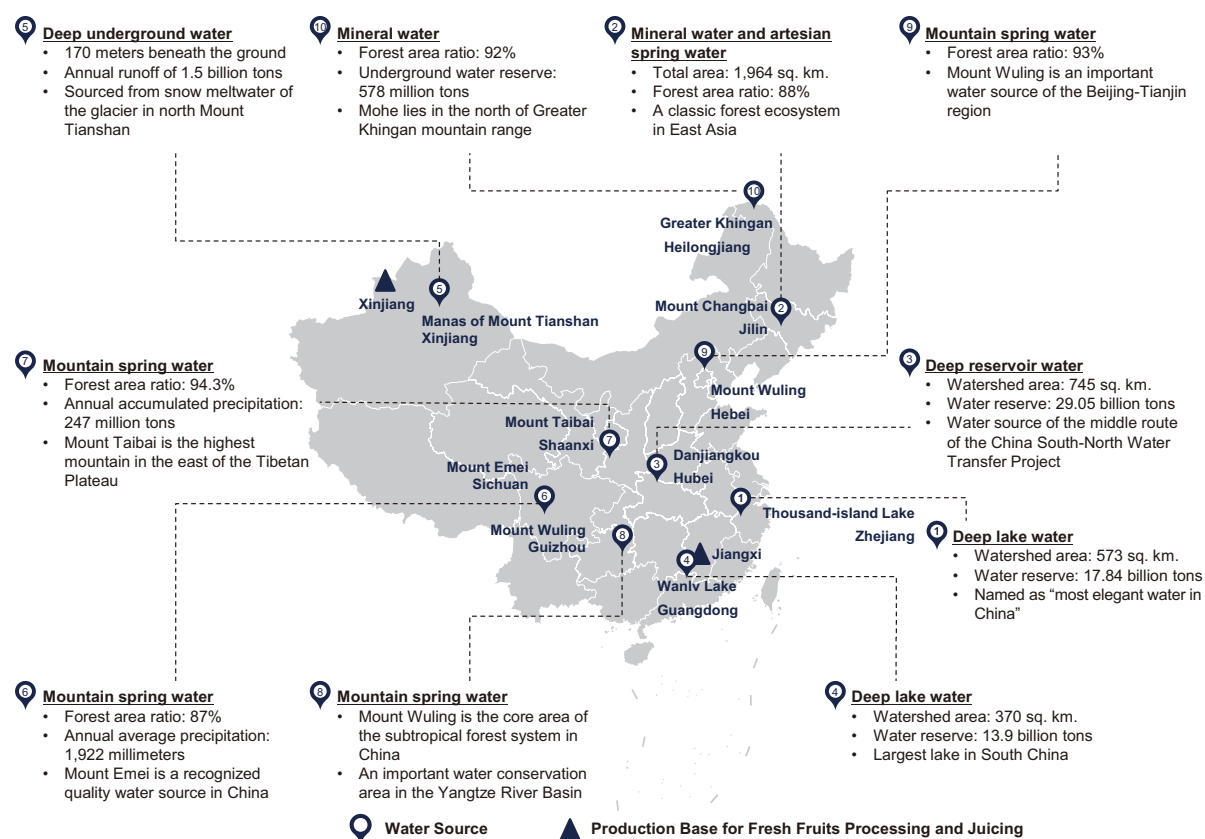 5 Deep underground water
• 170 meters beneath the ground
• Annual runoff of 1.5 billion tons
• Sourced from snow meltwater of
the glacier in north Mount
Tianshan
10 Mineral water
• Forest area ratio: 92%
• Underground water reserve:
578 million tons
• Mohe lies in the north of Greater
Khingan mountain range
2 Mineral water and artesian
spring water
• Total area: 1,964 sq. km.
• Forest area ratio: 88%
• A classic forest ecosystem
in East Asia
9 Mountain spring water
• Forest area ratio: 93%
• Mount Wuling is an important
water source of the Beijing-Tianjin
region
10
Greater Khingan
Heilongjiang
Xinjiang
5
Manas of Mount Tianshan
Xinjiang
Mount Changbai
2
Jilin
9
Mount Wuling
Hebei
7 Mountain spring water
• Forest area ratio: 94.3%
• Annual accumulated precipitation:
247 million tons
• Mount Taibai is the highest
mountain in the east of the Tibetan
Plateau
3 Deep reservoir water
• Watershed area: 745 sq. km.
• Water reserve: 29.05 billion tons
• Water source of the middle route
of the China South-North Water
Transfer Project
Mount Taibai
Shaanxi
7
Danjiangkou
3
Hubei
Mount Emei
Sichuan
6
1
Thousand-island Lake
Zhejiang
Mount Wuling
Guizhou
8
Jiangxi
4
Wanlv Lake
Guangdong
1 Deep lake water
• Watershed area: 573 sq. km.
• Water reserve: 17.84 billion tons
• Named as “most elegant water in
China”
6 Mountain spring water
• Forest area ratio: 87%
• Annual average precipitation:
1,922 millimeters
• Mount Emei is a recognized
quality water source in China
8 Mountain spring water
• Mount Wuling is the core area of
the subtropical forest system in
China
• An important water conservation
area in the Yangtze River Basin
4 Deep lake water
• Watershed area: 370 sq. km.
• Water reserve: 13.9 billion tons
• Largest lake in South China
Water Source
Production Base for Fresh Fruits Processing and Juicing